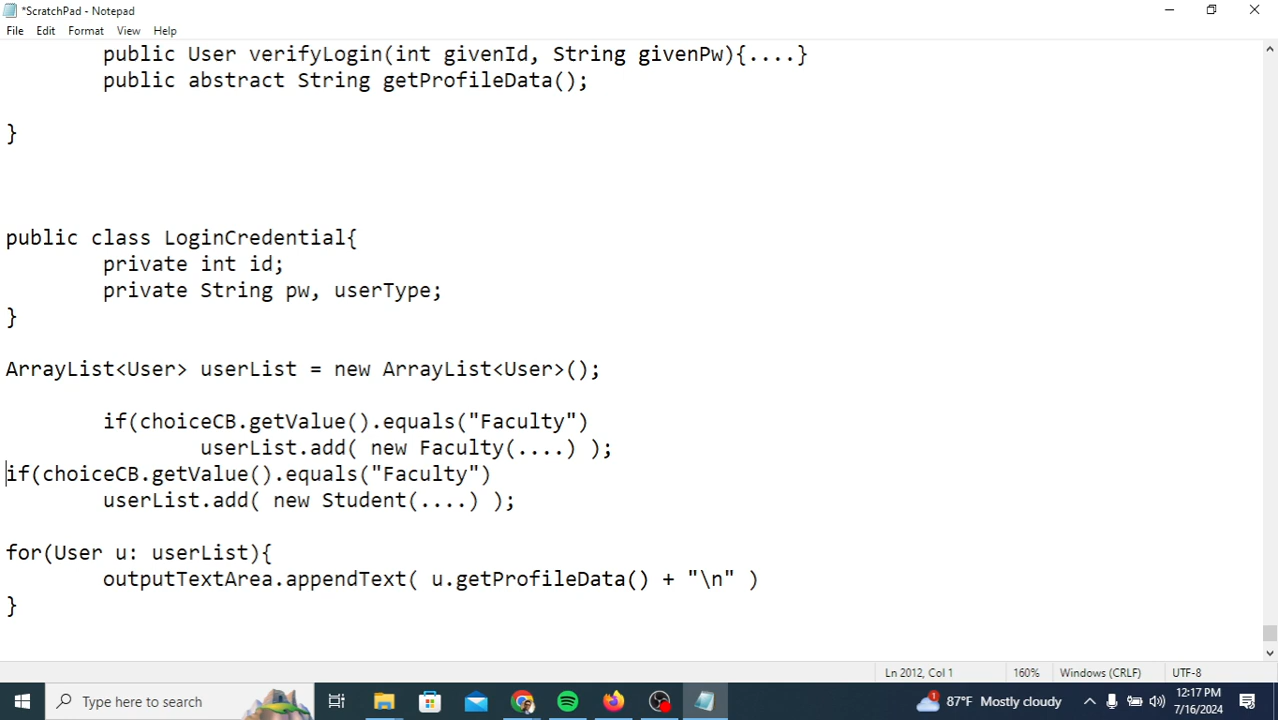 *ScratchPad - Notepad
File Edit Format View Help
public User verifyLogin(int givenId, String givenPw){....}
public abstract String getProfileData();
}
public class LoginCredential{
private int id;
private String pw, userType;
}
ArrayList<User> userList = new ArrayList<User>();
if(choiceCB.getValue().equals("Faculty")
userList.add( new Faculty(....) );
if(choiceCB.getValue().equals("Faculty")
userList.add( new Student(....) );
for(User u: userList){
outputTextArea.appendText( u.getProfileData() + "\n" )
}
Ln 2012, Col 1 160% Windows (CRLF) UTF-8
Type here to search 1 87°F Mostly cloudy 12:17 PM
7/16/2024